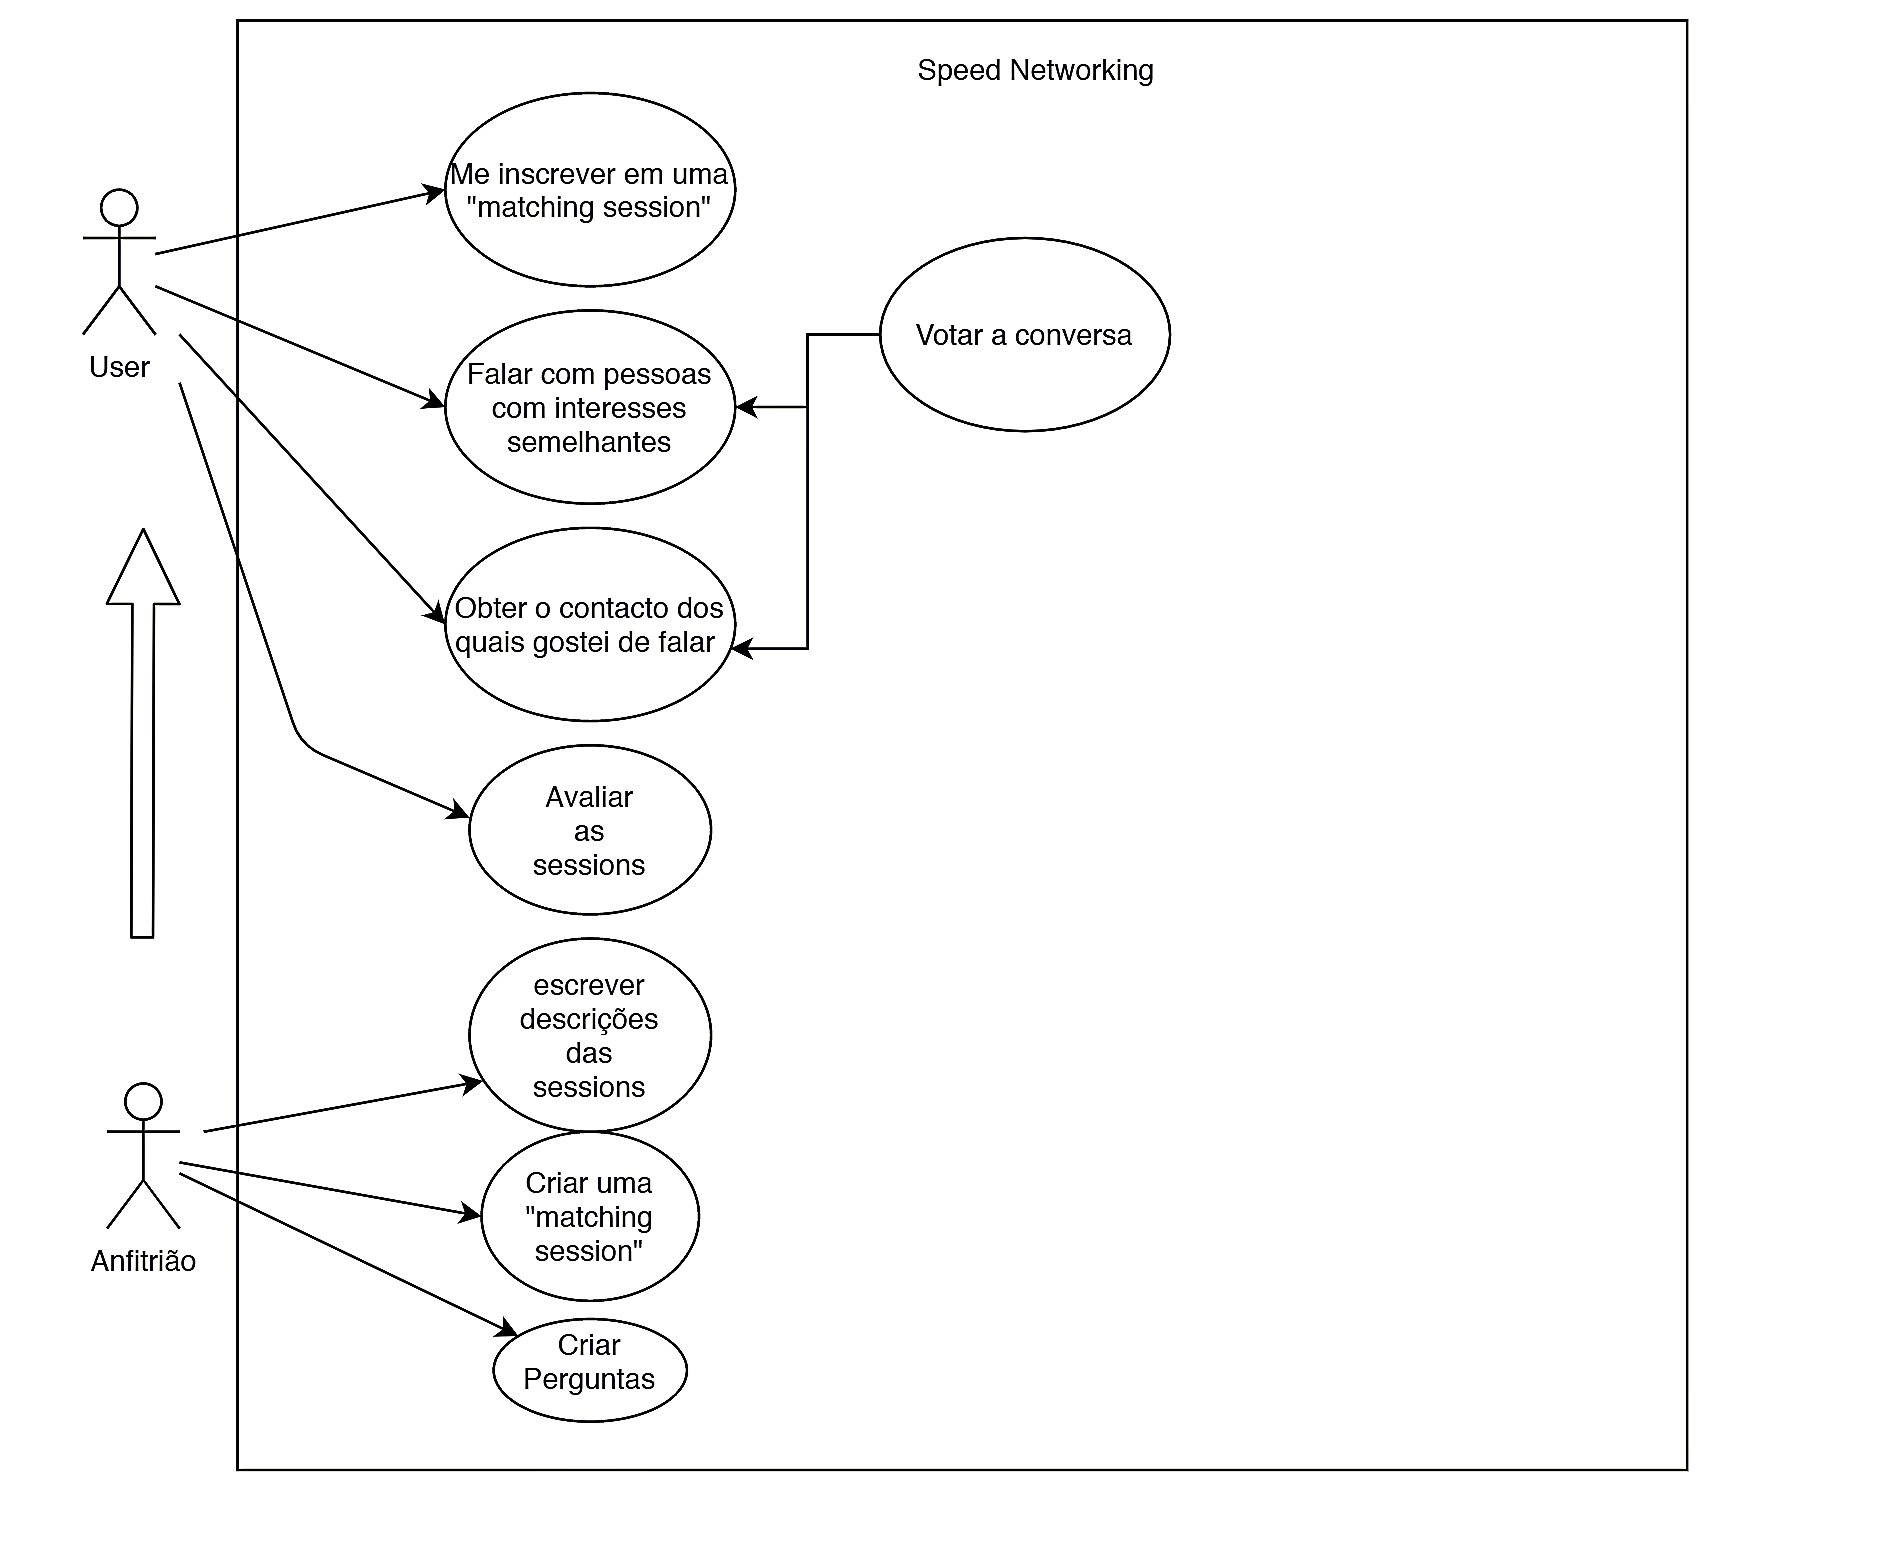 Speed Networking
Me inscrever em uma
"matching session"
User
Falar com pessoas
com interesses
semelhantes
Votar a conversa
Obter o contacto dos
quais gostei de falar
Avaliar
as
sessions
escrever
descrições
das
sessions
Anfitrião
Criar uma
"matching
session"
Criar
Perguntas